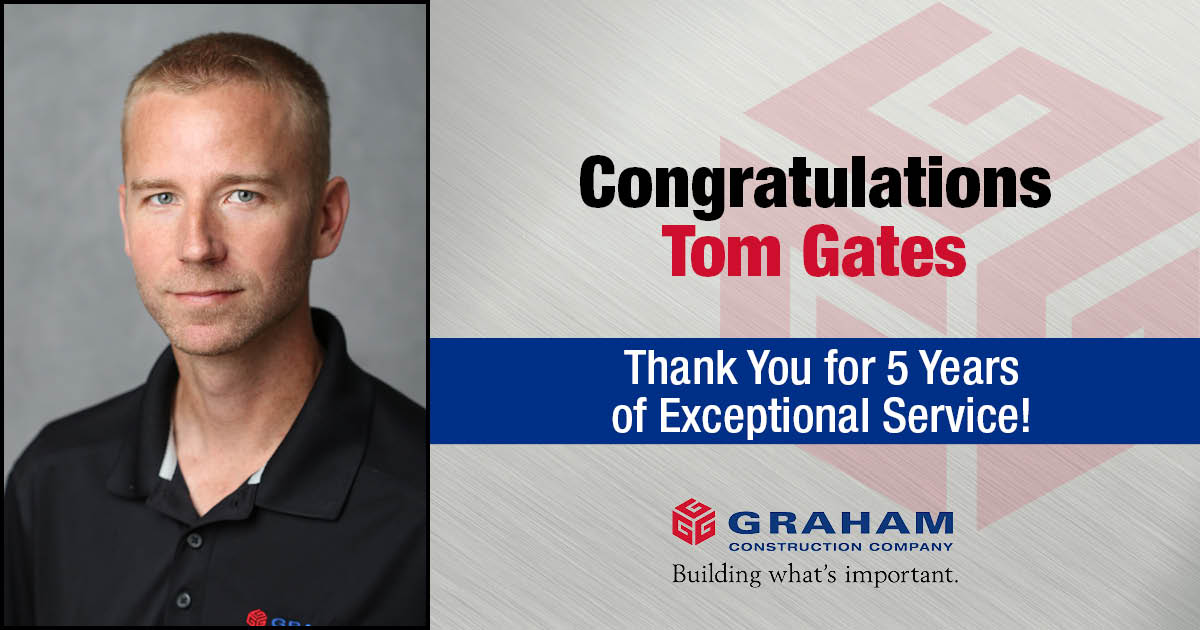 Congratulations
Tom Gates
Thank You for 5 Years
of Exceptional Service!
GRAHAM
CONSTRUCTION COMPANY
Building what's important.